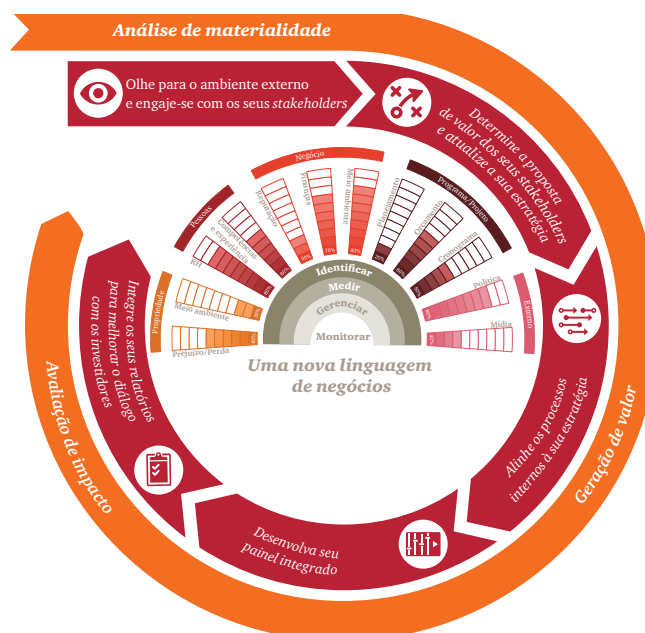 Análise de materialidade
Olhe para o ambiente externo
e engaje-se com os seus stakeholders
Determine a proposta
de valor dos seus stakeholders
e atualize a sua estratégia
Alinhe os processos
internos à sua estratégia
Geração de valor
Desenvolva seu
painel integrado
Integre os seus relatórios
para melhorar o diálogo
com os investidores
Avaliação de impacto
Propriedade
Prejuízo/Perda
Meio ambiente
Pessoas
RH
Competências
e experiência
Negócio
Reputação
Finanças
Meio ambiente
Programa/Projeto
Planejamento
Orçamento
Cronograma
Externo
Política
Mídia
Identificar
Medir
Gerenciar
Monitorar
Uma nova linguagem
de negócios